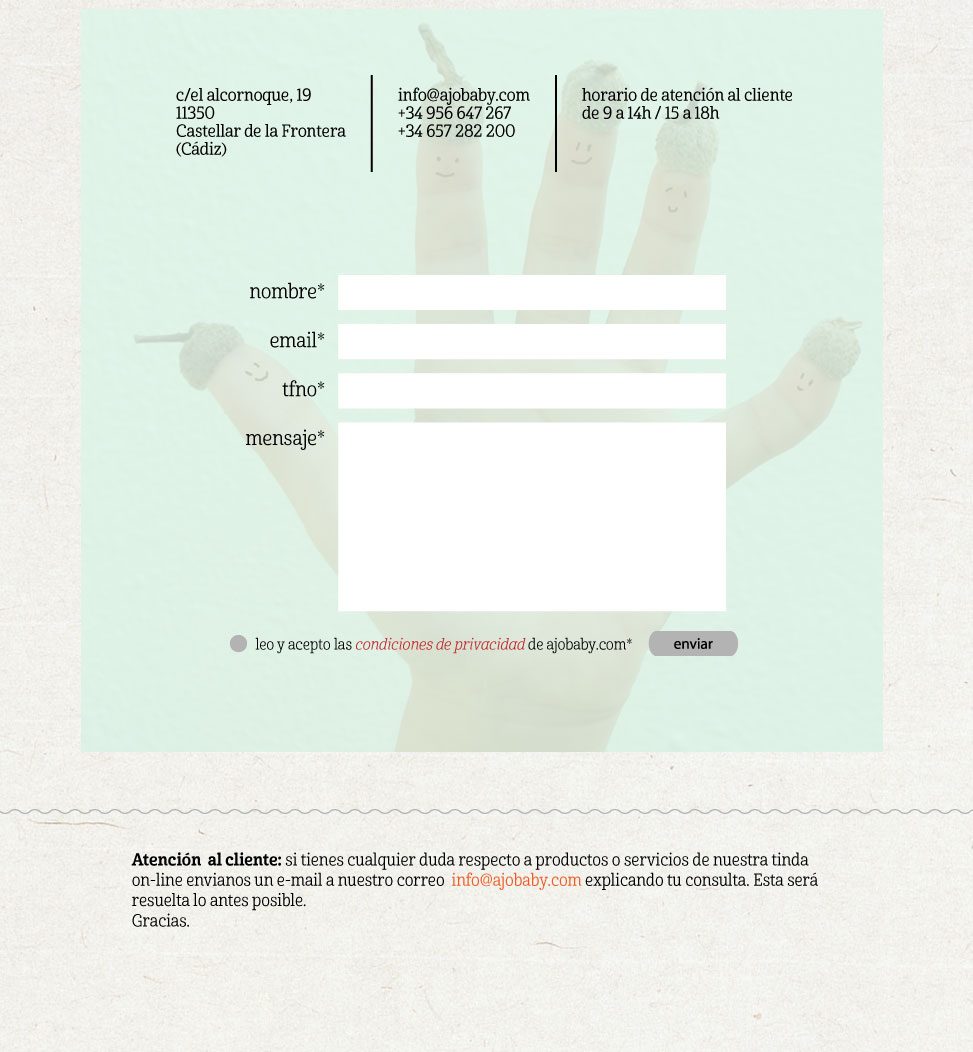 c/el alcornoque, 19
11350
Castellar de la Frontera
(Cádiz)
info@ajobaby.com
+34 956 647 267
+34 657 282 200
horario de atención al cliente
de 9 a 14h / 15 a 18h
nombre*
email*
tfno*
mensaje*
leo y acepto las condiciones de privacidad de ajobaby.com*
enviar
Atención al cliente: si tienes cualquier duda respecto a productos o servicios de nuestra tinda
on-line envianos un e-mail a nuestro correo info@ajobaby.com explicando tu consulta. Esta será
resuelta lo antes posible.
Gracias.